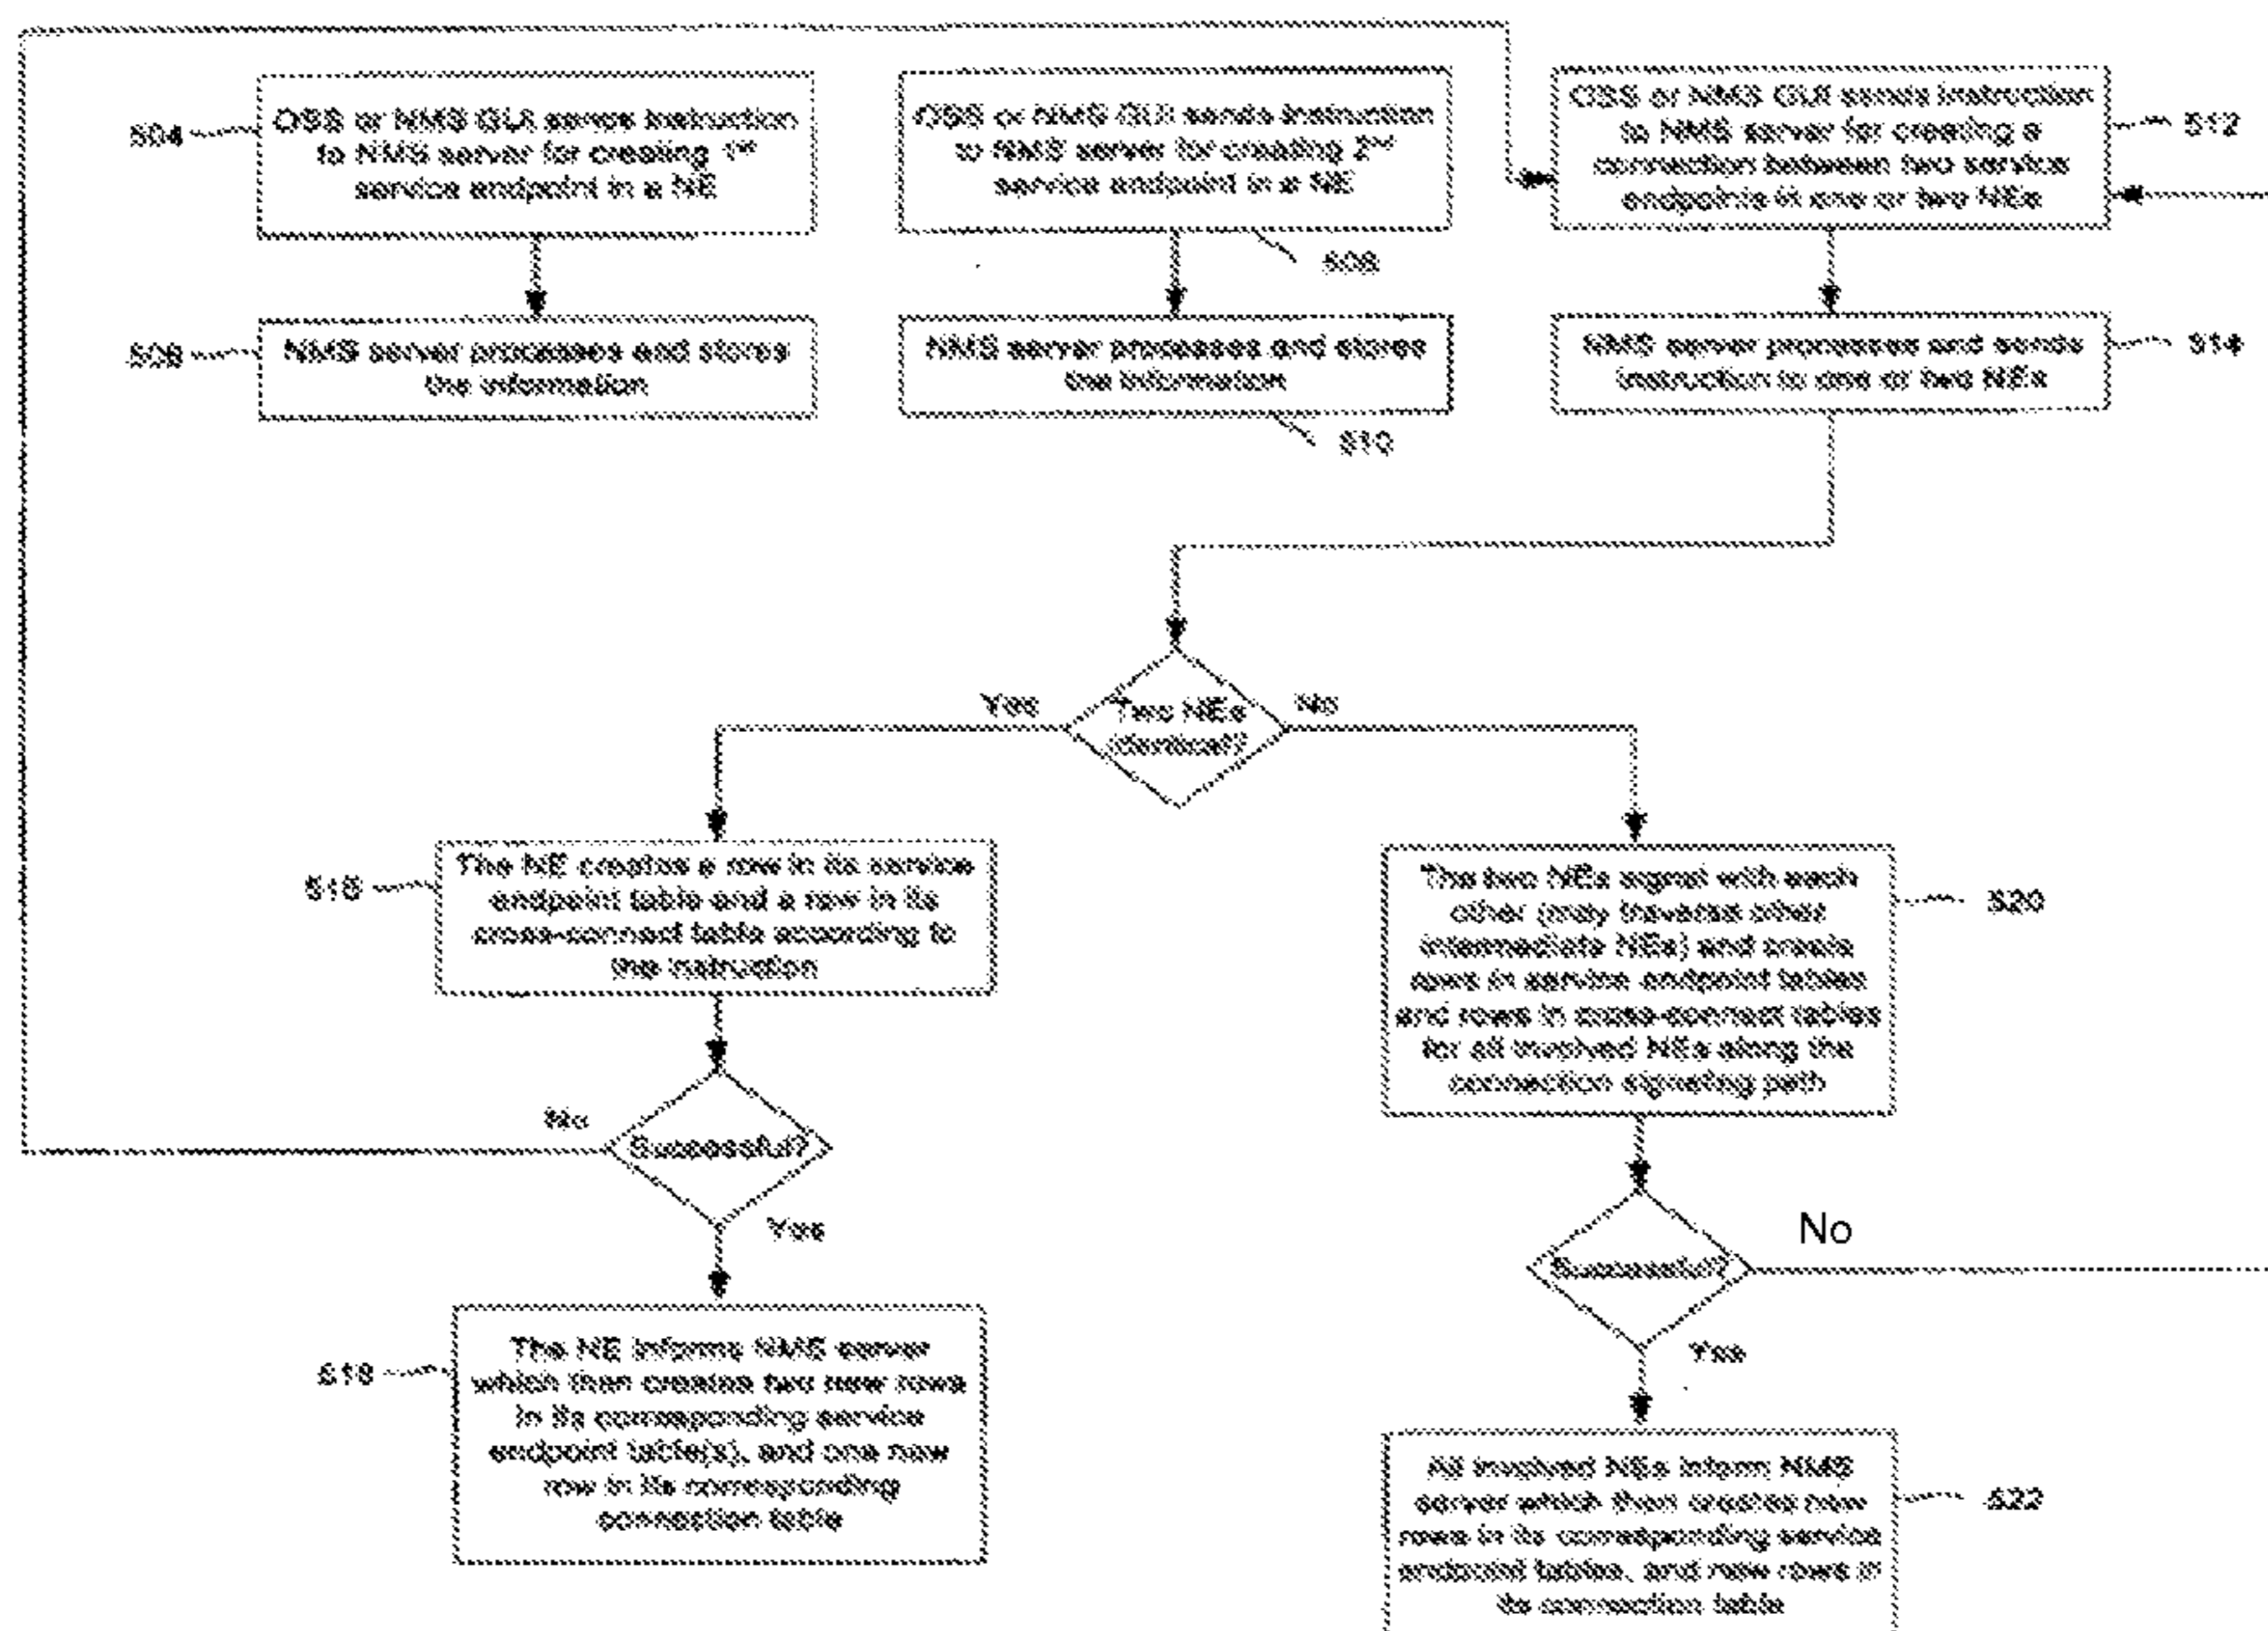 504
OSS or NMS GUI sends instruction
to NMS server for creating 1st
service endpoint in a NE
OSS or NMS GUI sends instruction
to NMS server for creating 2nd
service endpoint in a NE
508
OSS or NMS GUI sends instruction
to NMS server for creating a
connection between two service
endpoints in one or two NEs
512
506
NMS server processes and stores
the information
NMS server processes and stores
the information
510
NMS server processes and sends
instruction to one or two NEs
514
Yes
Two NEs
identical?
No
516
The NE creates a row in its service
endpoint table and a row in its
cross-connect table according to
the instruction
The two NEs signal with each
other (may traverse other
intermediate NEs) and create
rows in service endpoint tables
and rows in cross-connect tables
for all involved NEs along the
connection signaling path
520
No
Successful?
Yes
Successful?
No
Yes
518
The NE informs NMS server
which then creates two new rows
in its corresponding service
endpoint table(s), and one new
row in its corresponding
connection table
All involved NEs inform NMS
server which then creates new
rows in its corresponding service
endpoint tables, and new rows in
its connection table
522